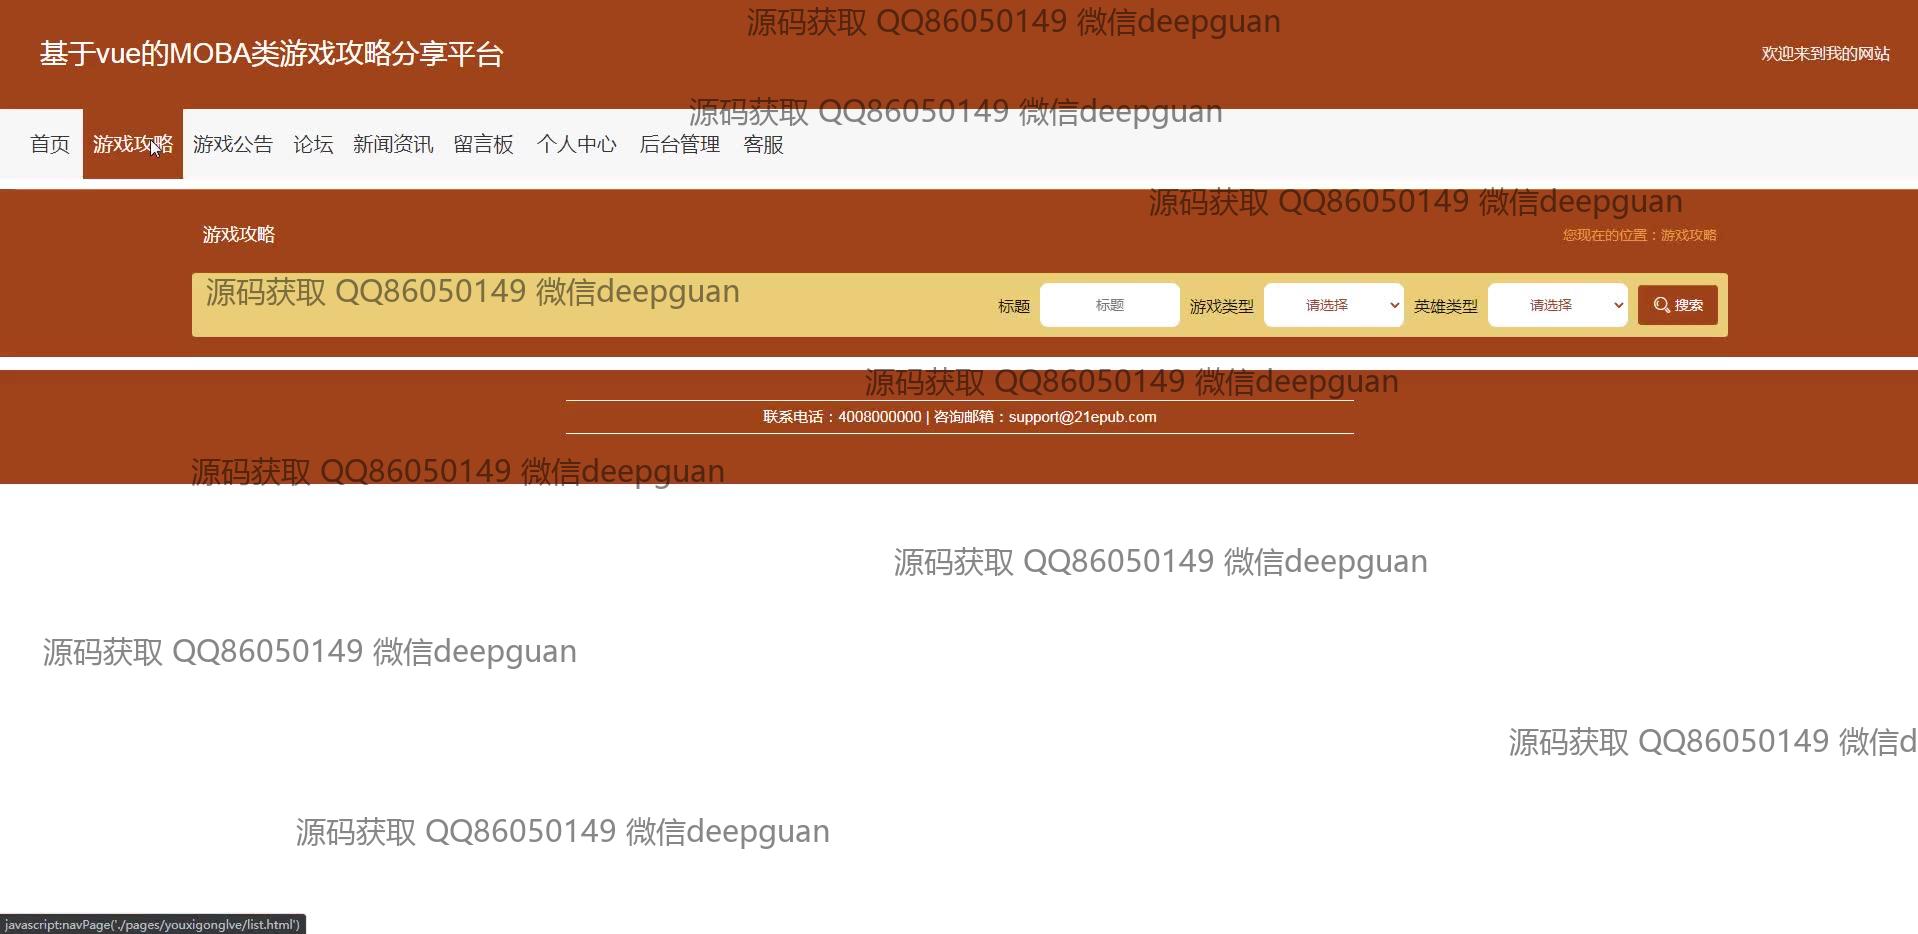 源码获取 QQ86050149 微信deepguan
基于vue的MOBA类游戏攻略分享平台
欢迎来到我的网站
源码获取 QQ86050149 微信deepguan
首页 游戏攻略 游戏公告 论坛 新闻资讯 留言板 个人中心 后台管理 客服
源码获取 QQ86050149 微信deepguan
游戏攻略
您现在的位置：游戏攻略
源码获取 QQ86050149 微信deepguan
标题 标题 游戏类型 请选择 英雄类型 请选择 搜索
源码获取 QQ86050149 微信deepguan
联系电话：4008000000 | 咨询邮箱：support@21epub.com
源码获取 QQ86050149 微信deepguan
源码获取 QQ86050149 微信deepguan
源码获取 QQ86050149 微信deepguan
源码获取 QQ86050149 微信d
源码获取 QQ86050149 微信deepguan
javascript:navPage('./pages/youxigonglve/list.html')